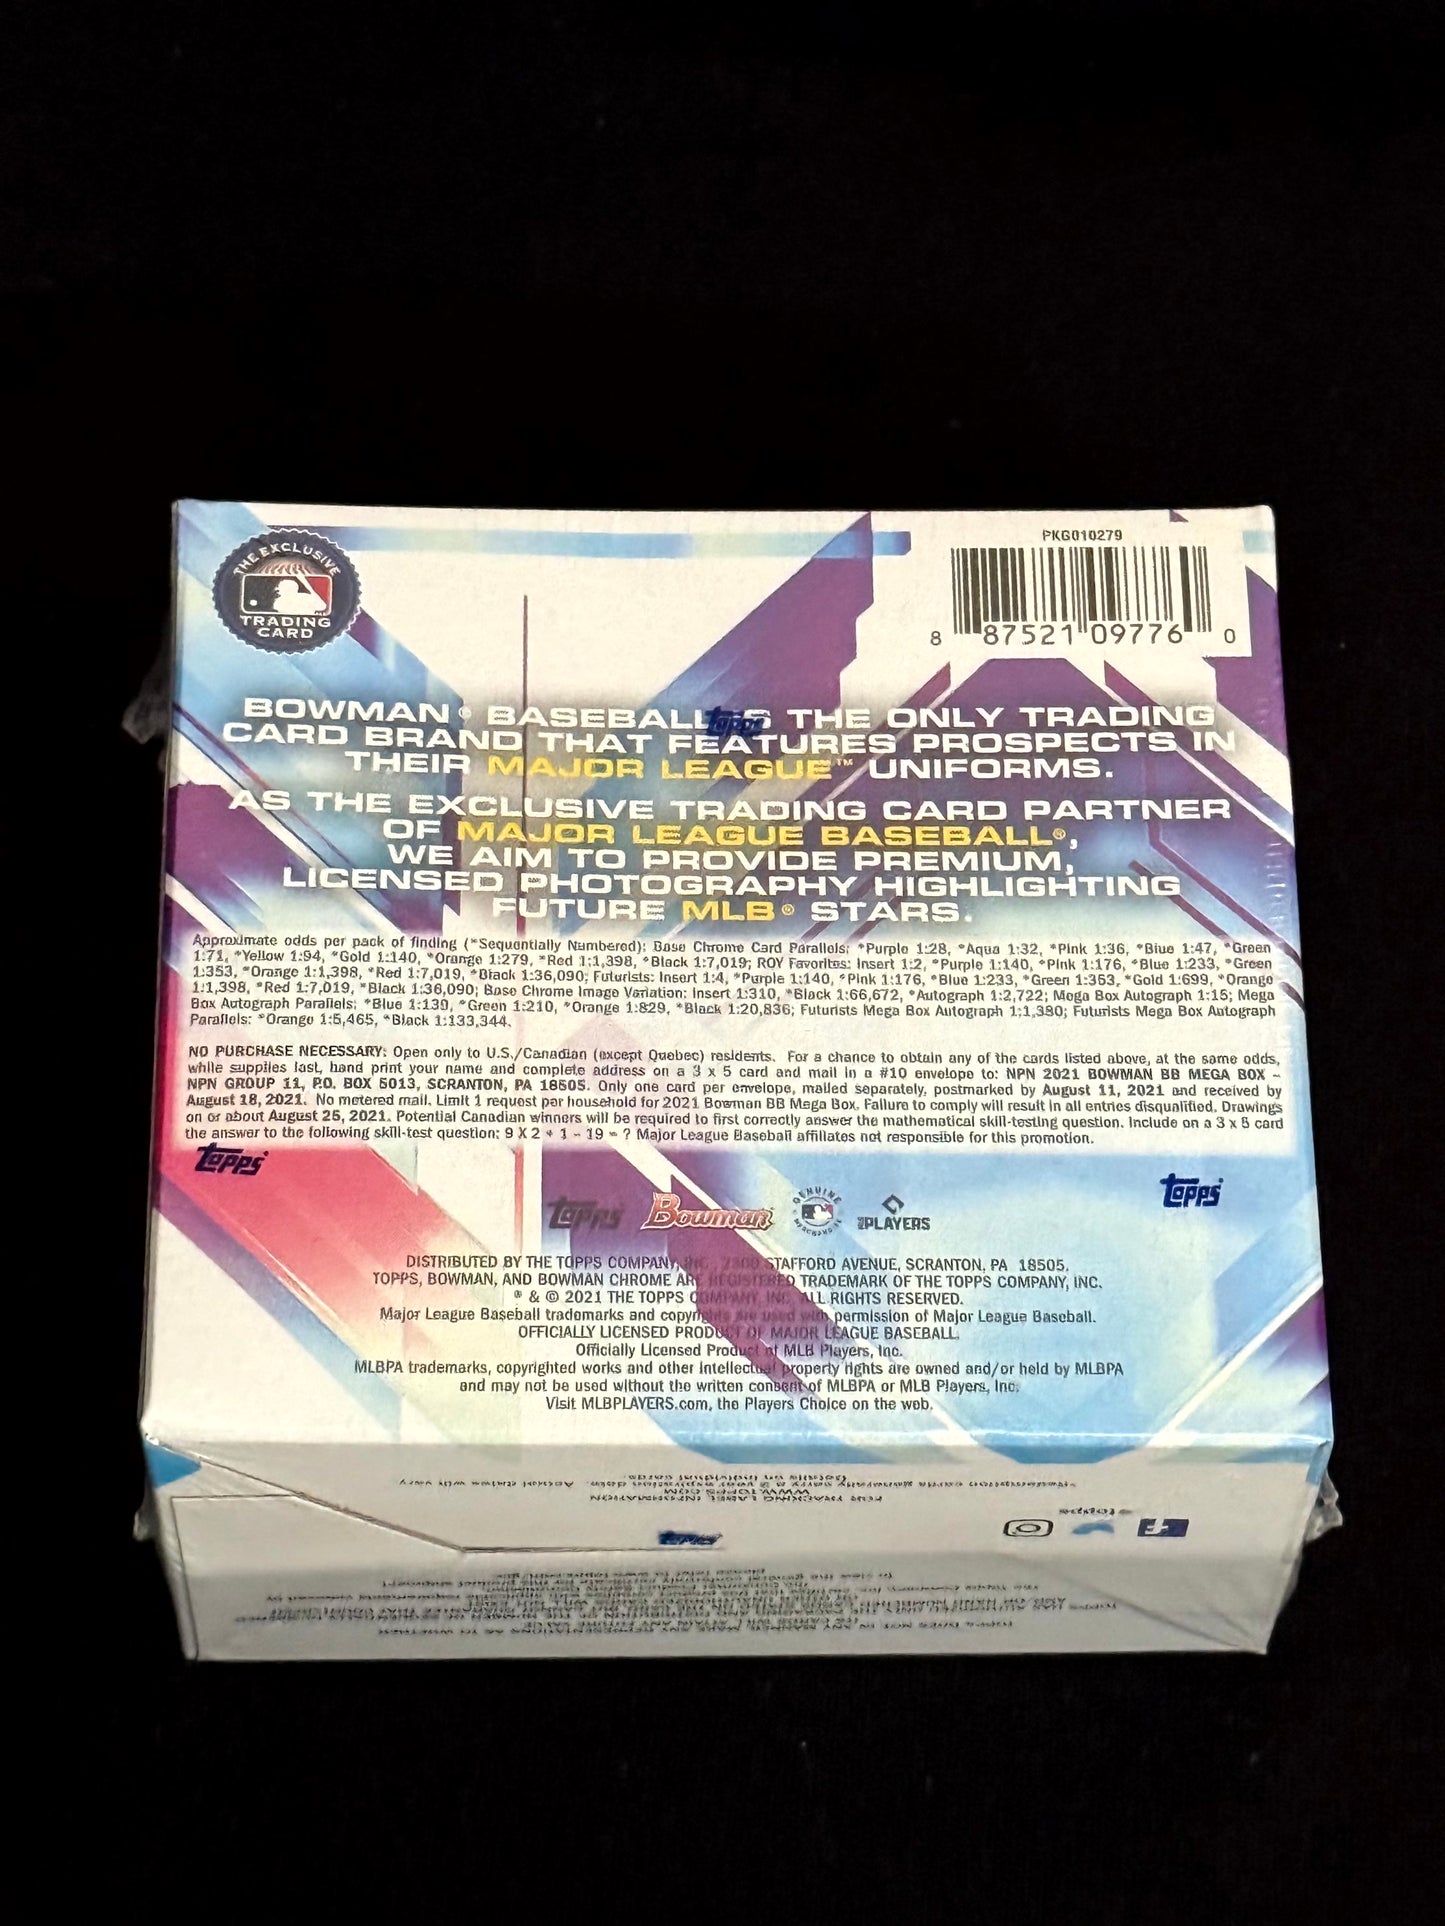 THE EXCLUSIVE
TRADING
CARD
PKG010279
8 87521 09776 0
BOWMAN® BASEBALL IS THE ONLY TRADING
CARD BRAND THAT FEATURES PROSPECTS IN
THEIR MAJOR LEAGUE™ UNIFORMS.
AS THE EXCLUSIVE TRADING CARD PARTNER
OF MAJOR LEAGUE BASEBALL®,
WE AIM TO PROVIDE PREMIUM,
LICENSED PHOTOGRAPHY HIGHLIGHTING
FUTURE MLB® STARS.
Topps
Approximate odds per pack of finding (*Sequentially Numbered): Base Chrome Card Parallels: *Purple 1:28, *Aqua 1:32, *Pink 1:36, *Blue 1:47, *Green
1:71, *Yellow 1:94, *Gold 1:140, *Orange 1:279, *Red 1:1,398, *Black 1:7,019; ROY Favorites: Insert 1:2, *Purple 1:140, *Pink 1:176, *Blue 1:233, *Green
1:353, *Orange 1:1,398, *Red 1:7,019, *Black 1:36,090; Futurists: Insert 1:4, *Purple 1:140, *Pink 1:176, *Blue 1:233, *Green 1:353, *Gold 1:699, *Orange
1:1,398, *Red 1:7,019, *Black 1:36,090; Base Chrome Image Variation: Insert 1:310, *Black 1:66,672, *Autograph 1:2,722; Mega Box Autograph 1:15; Mega
Box Autograph Parallels: *Blue 1:139, *Green 1:210, *Orange 1:829, *Black 1:20,836; Futurists Mega Box Autograph 1:1,380; Futurists Mega Box Autograph
Parallels: *Orange 1:5,465, *Black 1:133,344.
NO PURCHASE NECESSARY: Open only to U.S./Canadian (except Quebec) residents. For a chance to obtain any of the cards listed above, at the same odds,
while supplies last, hand print your name and complete address on a 3 x 5 card and mail in a #10 envelope to: NPN 2021 BOWMAN BB MEGA BOX –
NPN GROUP 11, P.O. BOX 5013, SCRANTON, PA 18505. Only one card per envelope, mailed separately, postmarked by August 11, 2021 and received by
August 18, 2021. No metered mail. Limit 1 request per household for 2021 Bowman BB Mega Box. Failure to comply will result in all entries disqualified. Drawings
on or about August 25, 2021. Potential Canadian winners will be required to first correctly answer the mathematical skill-testing question. Include on a 3 x 5 card
the answer to the following skill-test question: 9 X 2 + 1 – 19 = ? Major League Baseball affiliates not responsible for this promotion.
Topps
Topps
Topps Bowman GENUINE MERCHANDISE PLAYERS
DISTRIBUTED BY THE TOPPS COMPANY, INC., STAFFORD AVENUE, SCRANTON, PA 18505.
TOPPS, BOWMAN, AND BOWMAN CHROME ARE REGISTERED TRADEMARK OF THE TOPPS COMPANY, INC.
® & © 2021 THE TOPPS COMPANY, INC. ALL RIGHTS RESERVED.
Major League Baseball trademarks and copyrights are used with permission of Major League Baseball.
OFFICIALLY LICENSED PRODUCT OF MAJOR LEAGUE BASEBALL.
Officially Licensed Product of MLB Players, Inc.
MLBPA trademarks, copyrighted works and other intellectual property rights are owned and/or held by MLBPA
and may not be used without the written consent of MLBPA or MLB Players, Inc.
Visit MLBPLAYERS.com, the Players Choice on the web.
FOR TRADING LABEL INFORMATION
WWW.TOPPS.COM
Topps